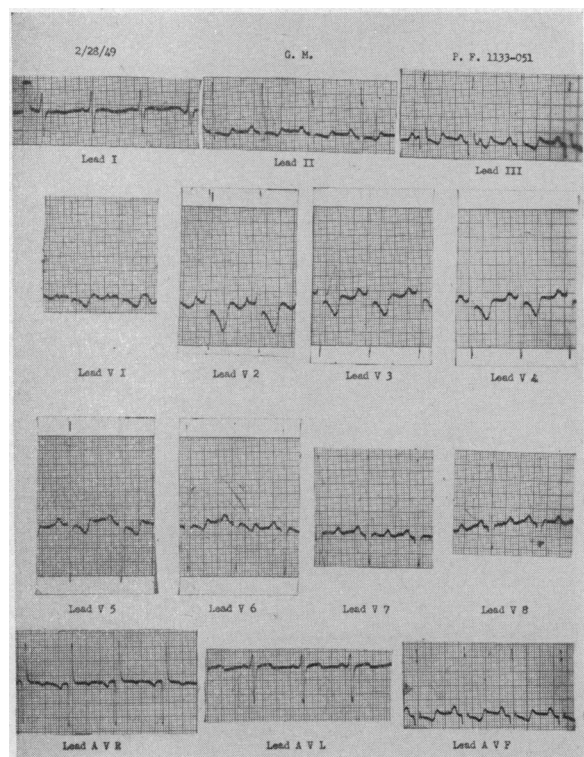 2/28/49 G. M. P. F. 1133-051
Lead I Lead II Lead III
Lead V I Lead V 2 Lead V 3 Lead V 4
Lead V 5 Lead V 6 Lead V 7 Lead V 8
Lead A V R Lead A V L Lead A V F